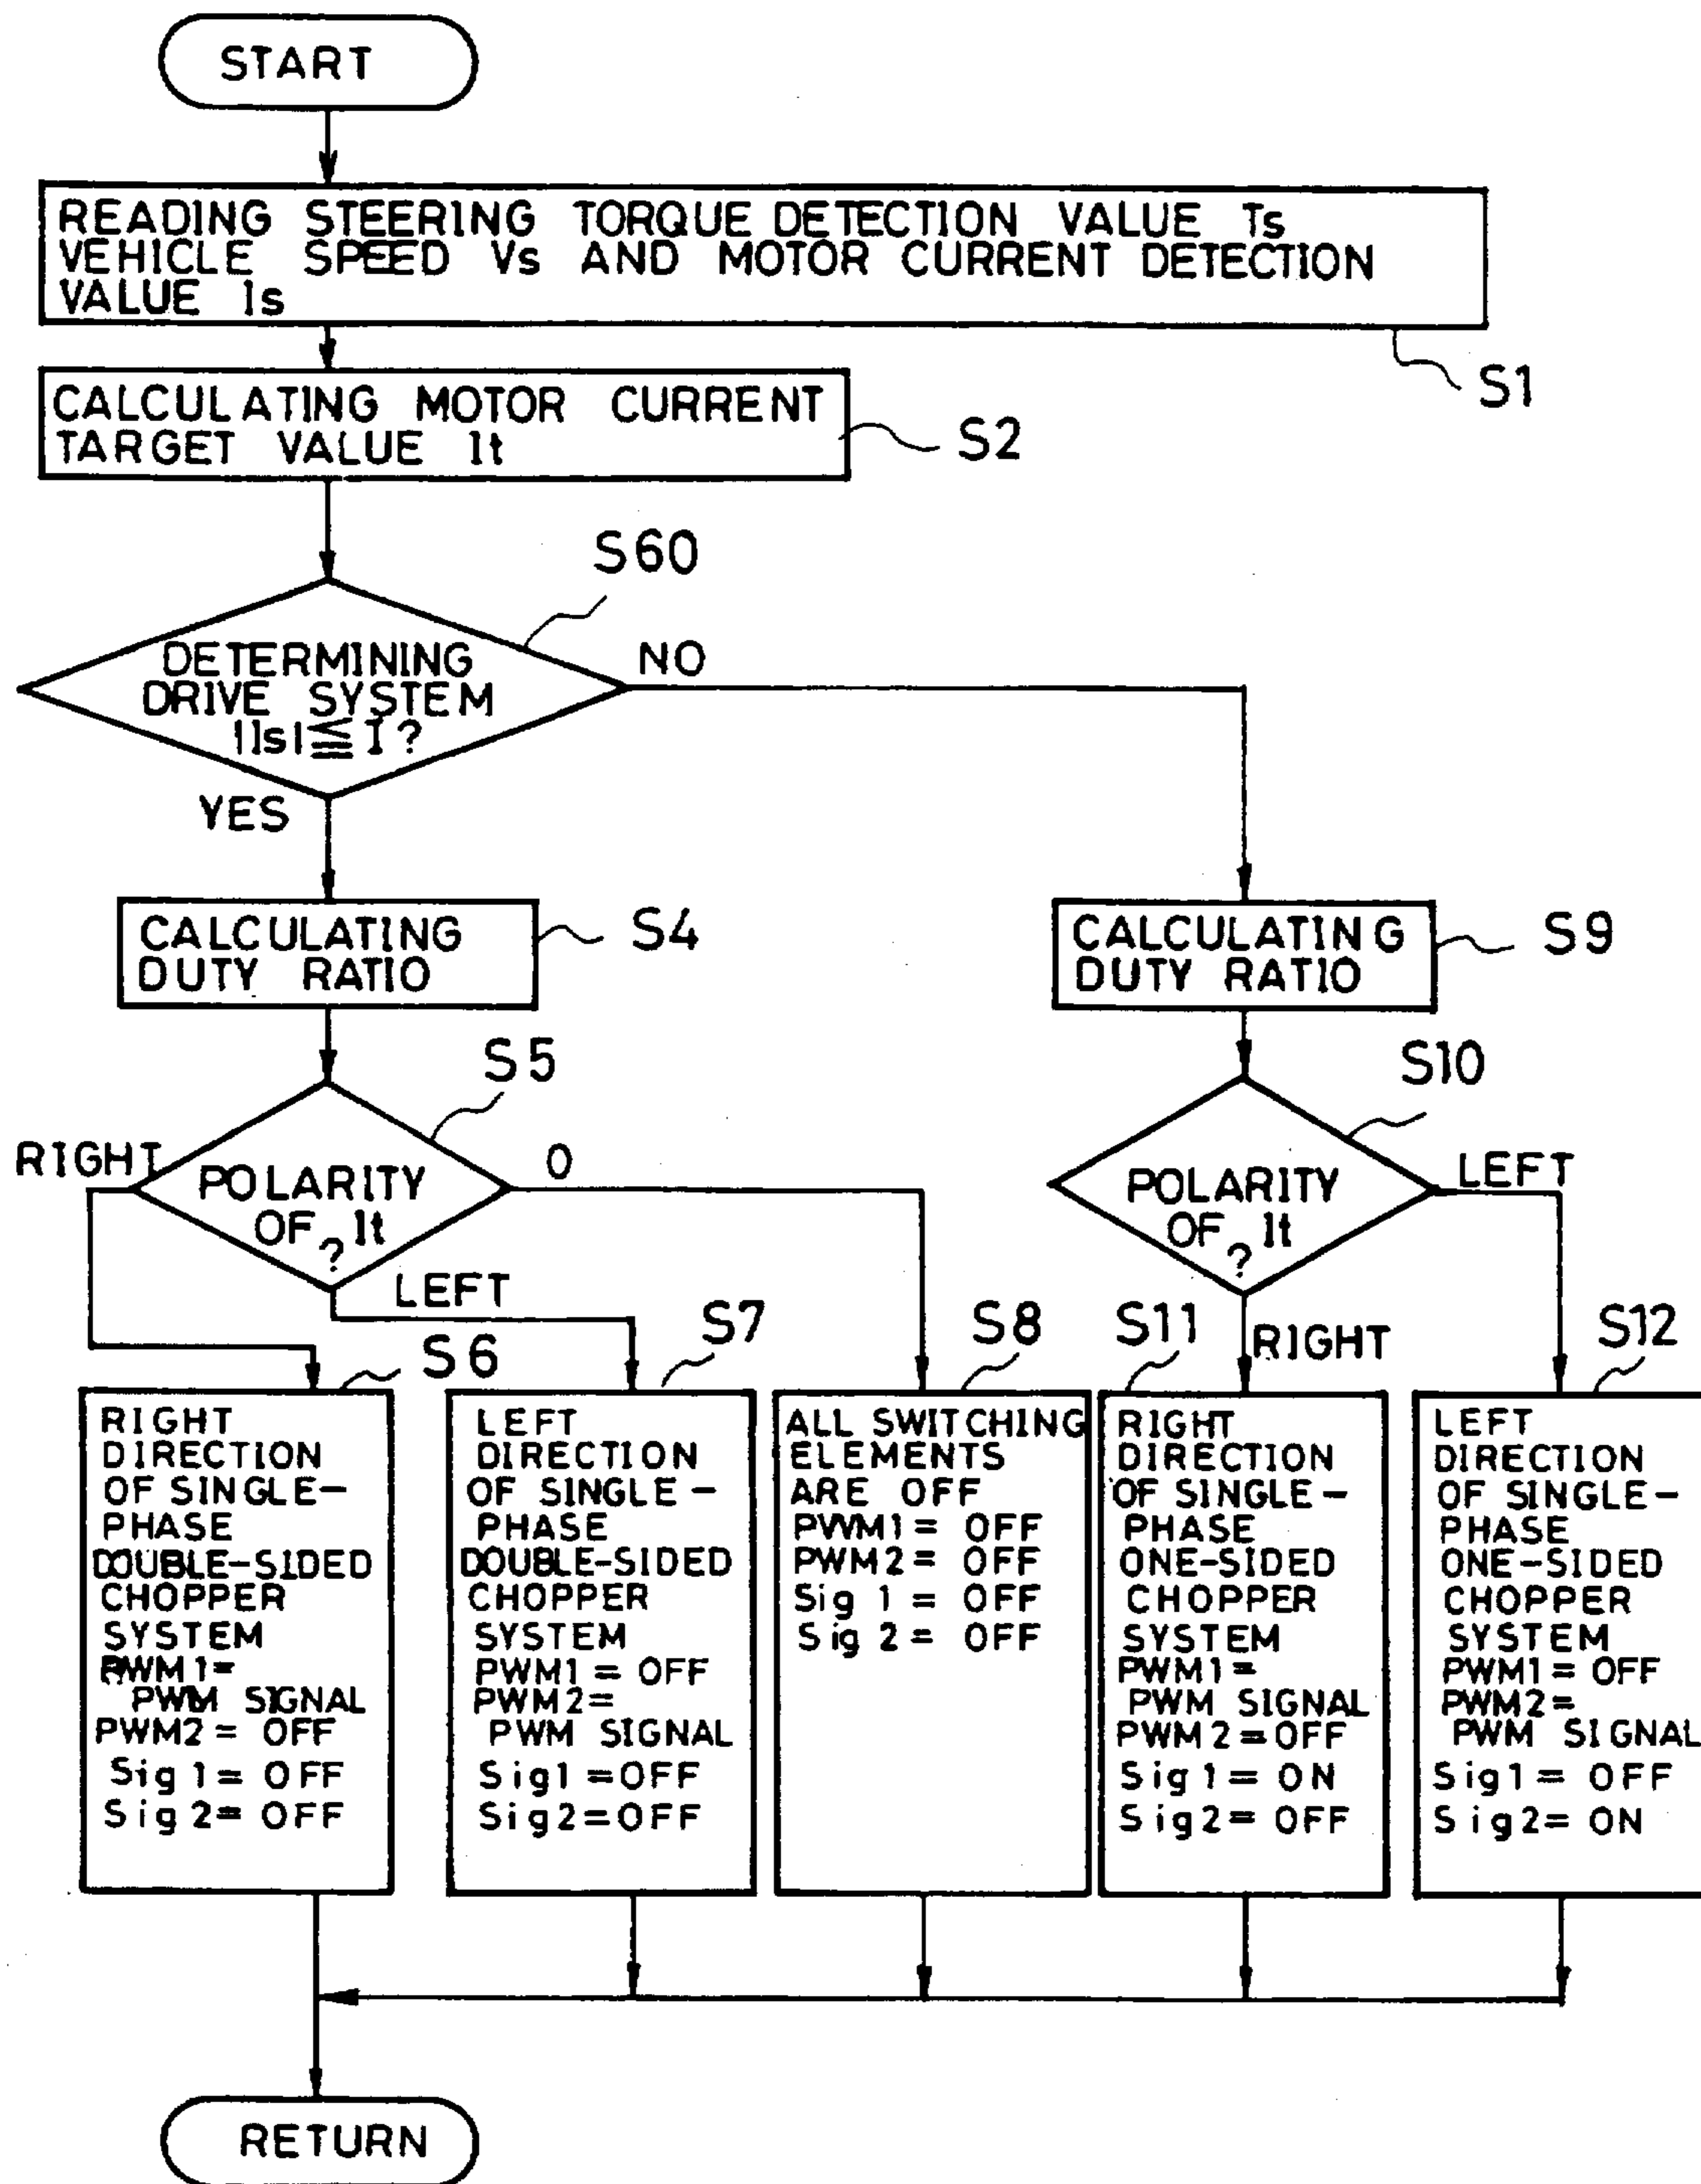 START
READING STEERING TORQUE DETECTION VALUE Ts
VEHICLE SPEED Vs AND MOTOR CURRENT DETECTION
VALUE Is
S1
CALCULATING MOTOR CURRENT
TARGET VALUE It
S2
S60
DETERMINING
DRIVE SYSTEM
|Is|≦I?
NO
YES
CALCULATING
DUTY RATIO
S4
CALCULATING
DUTY RATIO
S9
S5
POLARITY
OF It
?
RIGHT
0
LEFT
S10
POLARITY
OF It
?
LEFT
RIGHT
S6
RIGHT
DIRECTION
OF SINGLE-
PHASE
DOUBLE-SIDED
CHOPPER
SYSTEM
PWM1=
PWM SIGNAL
PWM2= OFF
Sig1= OFF
Sig2= OFF
S7
LEFT
DIRECTION
OF SINGLE-
PHASE
DOUBLE-SIDED
CHOPPER
SYSTEM
PWM1= OFF
PWM2=
PWM SIGNAL
Sig1=OFF
Sig2=OFF
S8
ALL SWITCHING
ELEMENTS
ARE OFF
PWM1= OFF
PWM2= OFF
Sig 1= OFF
Sig 2= OFF
S11
RIGHT
DIRECTION
OF SINGLE-
PHASE
ONE-SIDED
CHOPPER
SYSTEM
PWM1=
PWM SIGNAL
PWM2=OFF
Sig1= ON
Sig2= OFF
S12
LEFT
DIRECTION
OF SINGLE-
PHASE
ONE-SIDED
CHOPPER
SYSTEM
PWM1= OFF
PWM2=
PWM SIGNAL
Sig1= OFF
Sig2= ON
RETURN